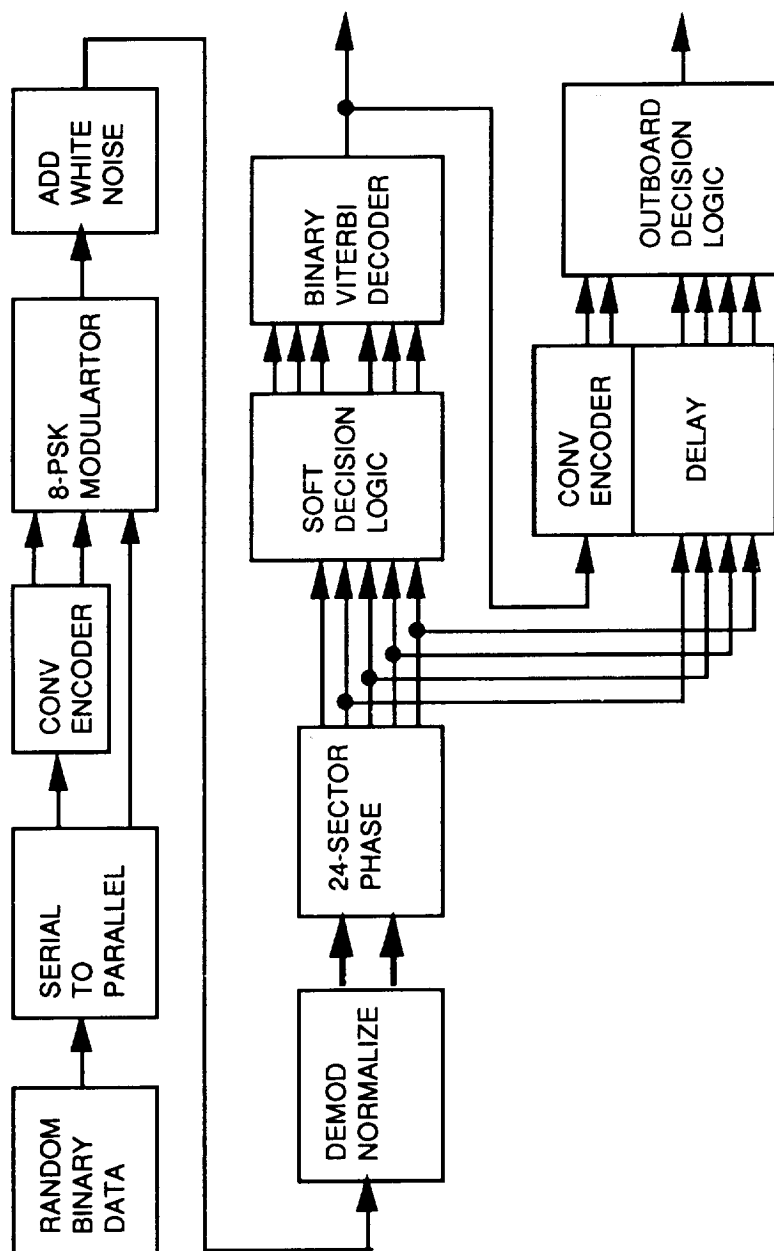 RANDOM
BINARY
DATA
SERIAL
TO
PARALLEL
CONV
ENCODER
8-PSK
MODULARTOR
ADD
WHITE
NOISE
DEMOD
NORMALIZE
24-SECTOR
PHASE
SOFT
DECISION
LOGIC
BINARY
VITERBI
DECODER
CONV
ENCODER
DELAY
OUTBOARD
DECISION
LOGIC